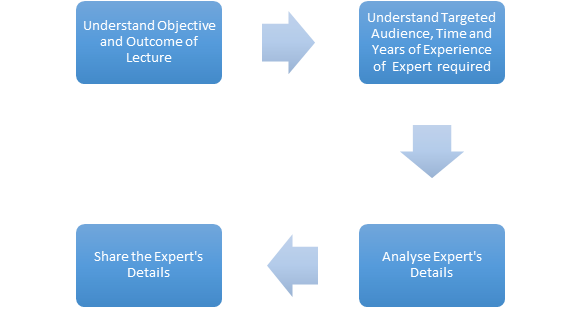 Understand Objective
and Outcome of
Lecture
Understand Targeted
Audience, Time and
Years of Experience
of Expert required
Analyse Expert's
Details
Share the Expert's
Details